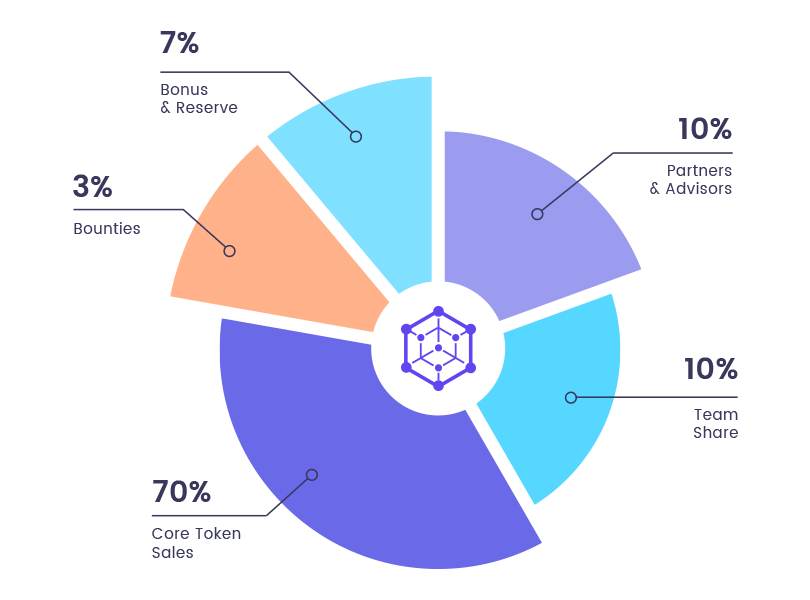 7%
Bonus
& Reserve
10%
Partners
& Advisors
3%
Bounties
10%
Team
Share
70%
Core Token
Sales